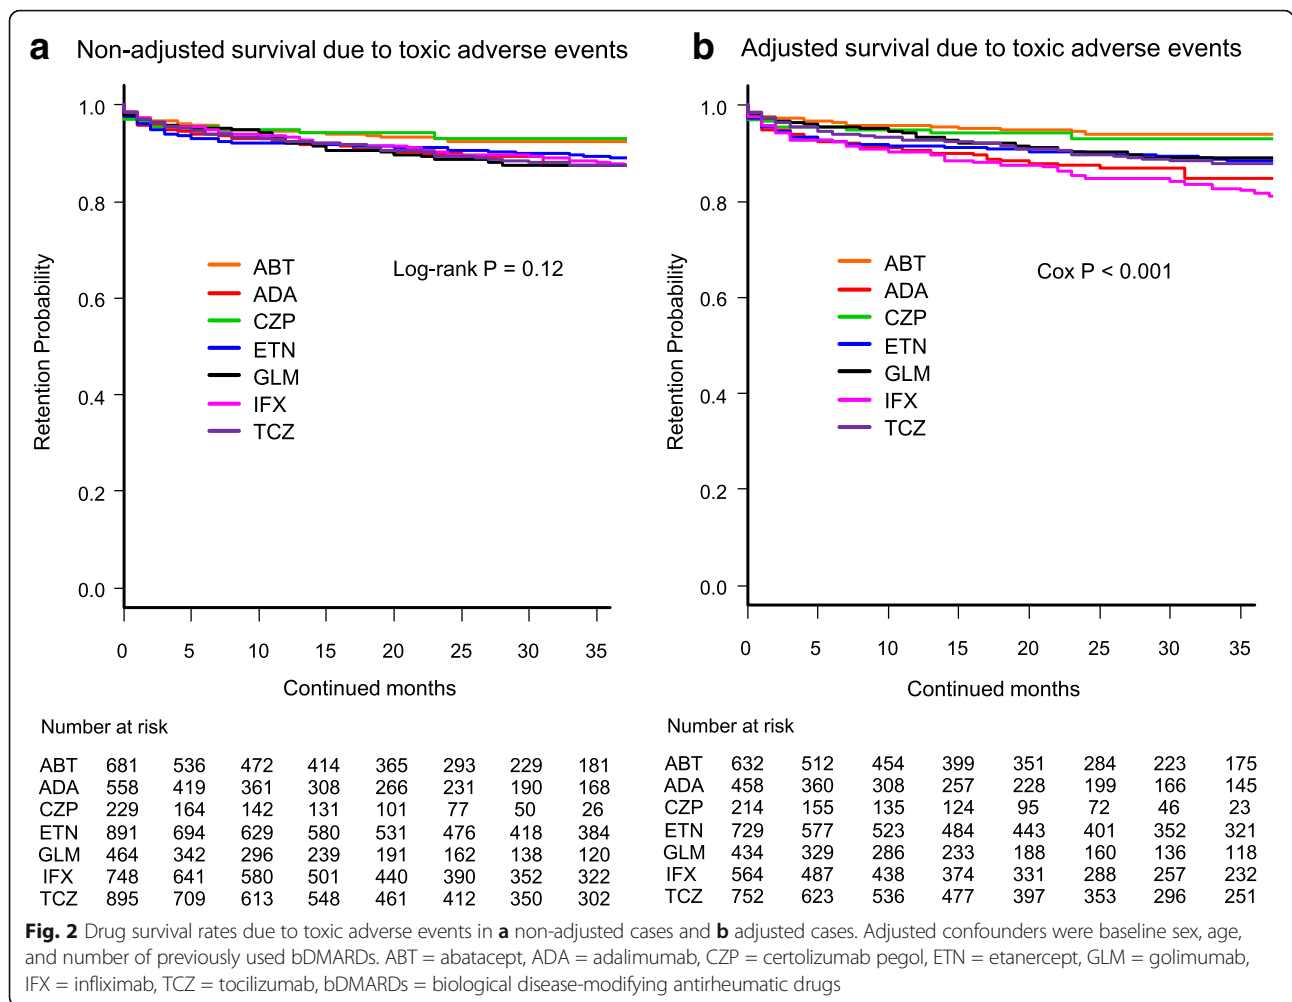 a Non-adjusted survival due to toxic adverse events
1.0
0.8
0.6
0.4
0.2
0.0
Retention Probability
ABT
ADA
CZP
ETN
GLM
IFX
TCZ
Log-rank P = 0.12
0 5 10 15 20 25 30 35
Continued months
Number at risk
ABT 681 536 472 414 365 293 229 181
ADA 558 419 361 308 266 231 190 168
CZP 229 164 142 131 101 77 50 26
ETN 891 694 629 580 531 476 418 384
GLM 464 342 296 239 191 162 138 120
IFX 748 641 580 501 440 390 352 322
TCZ 895 709 613 548 461 412 350 302
b Adjusted survival due to toxic adverse events
1.0
0.8
0.6
0.4
0.2
0.0
Retention Probability
ABT
ADA
CZP
ETN
GLM
IFX
TCZ
Cox P < 0.001
0 5 10 15 20 25 30 35
Continued months
Number at risk
ABT 632 512 454 399 351 284 223 175
ADA 458 360 308 257 228 199 166 145
CZP 214 155 135 124 95 72 46 23
ETN 729 577 523 484 443 401 352 321
GLM 434 329 286 233 188 160 136 118
IFX 564 487 438 374 331 288 257 232
TCZ 752 623 536 477 397 353 296 251
Fig. 2 Drug survival rates due to toxic adverse events in a non-adjusted cases and b adjusted cases. Adjusted confounders were baseline sex, age,
and number of previously used bDMARDs. ABT = abatacept, ADA = adalimumab, CZP = certolizumab pegol, ETN = etanercept, GLM = golimumab,
IFX = infliximab, TCZ = tocilizumab, bDMARDs = biological disease-modifying antirheumatic drugs